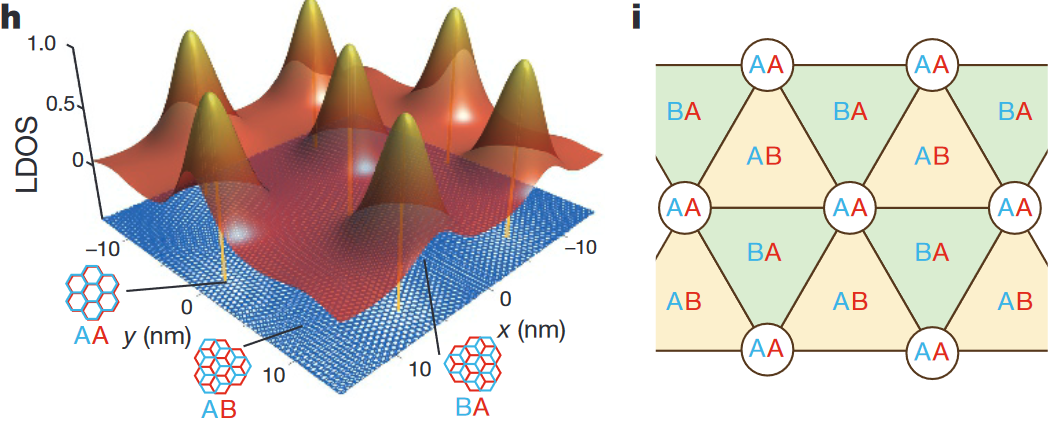 h
1.0
0.5
0
LDOS
−10
0
10
y (nm)
−10
0
10
x (nm)
AA
AB
BA
i
AA AA
BA BA BA
AB AB
AA AA AA
BA BA
AB AB AB
AA AA